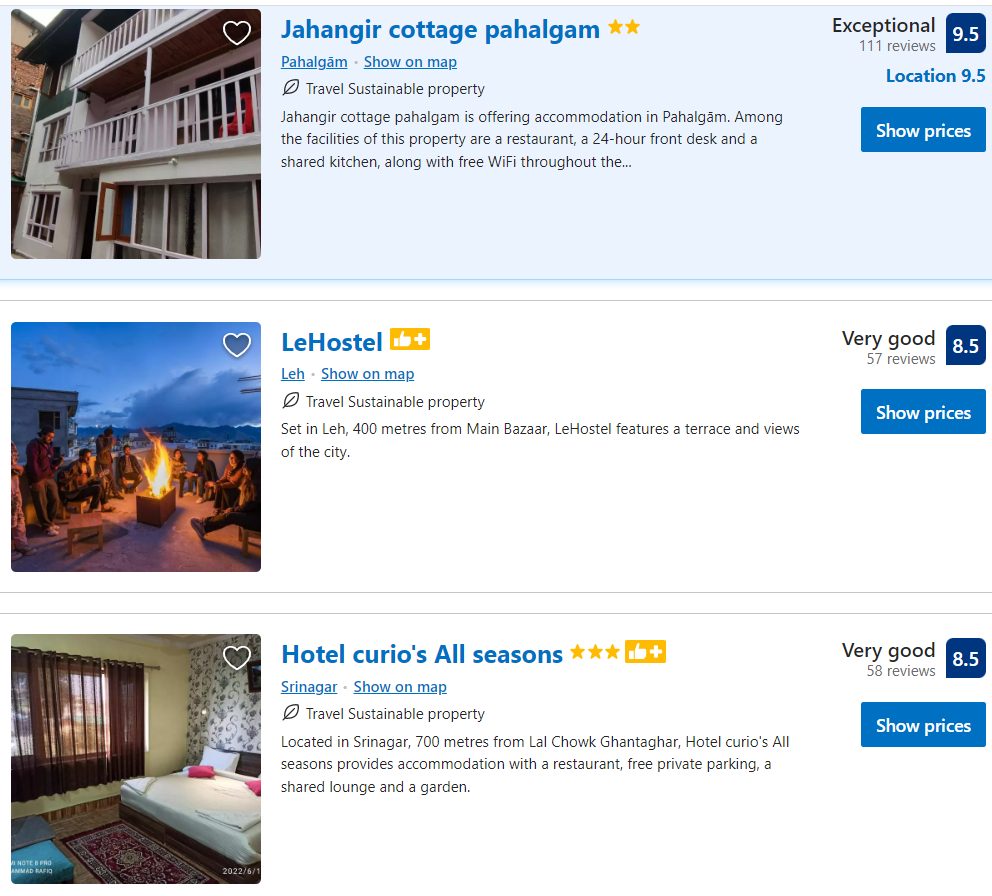 Jahangir cottage pahalgam
Exceptional 9.5
111 reviews
Pahalgām · Show on map
Location 9.5
Travel Sustainable property
Jahangir cottage pahalgam is offering accommodation in Pahalgām. Among
the facilities of this property are a restaurant, a 24-hour front desk and a
shared kitchen, along with free WiFi throughout the...
Show prices
LeHostel
Very good 8.5
57 reviews
Leh · Show on map
Travel Sustainable property
Set in Leh, 400 metres from Main Bazaar, LeHostel features a terrace and views
of the city.
Show prices
Hotel curio's All seasons
Very good 8.5
58 reviews
Srinagar · Show on map
Travel Sustainable property
Located in Srinagar, 700 metres from Lal Chowk Ghantaghar, Hotel curio's All
seasons provides accommodation with a restaurant, free private parking, a
shared lounge and a garden.
Show prices
NOTE 8 PRO
AMMAD RAFIQ
2022/6/1